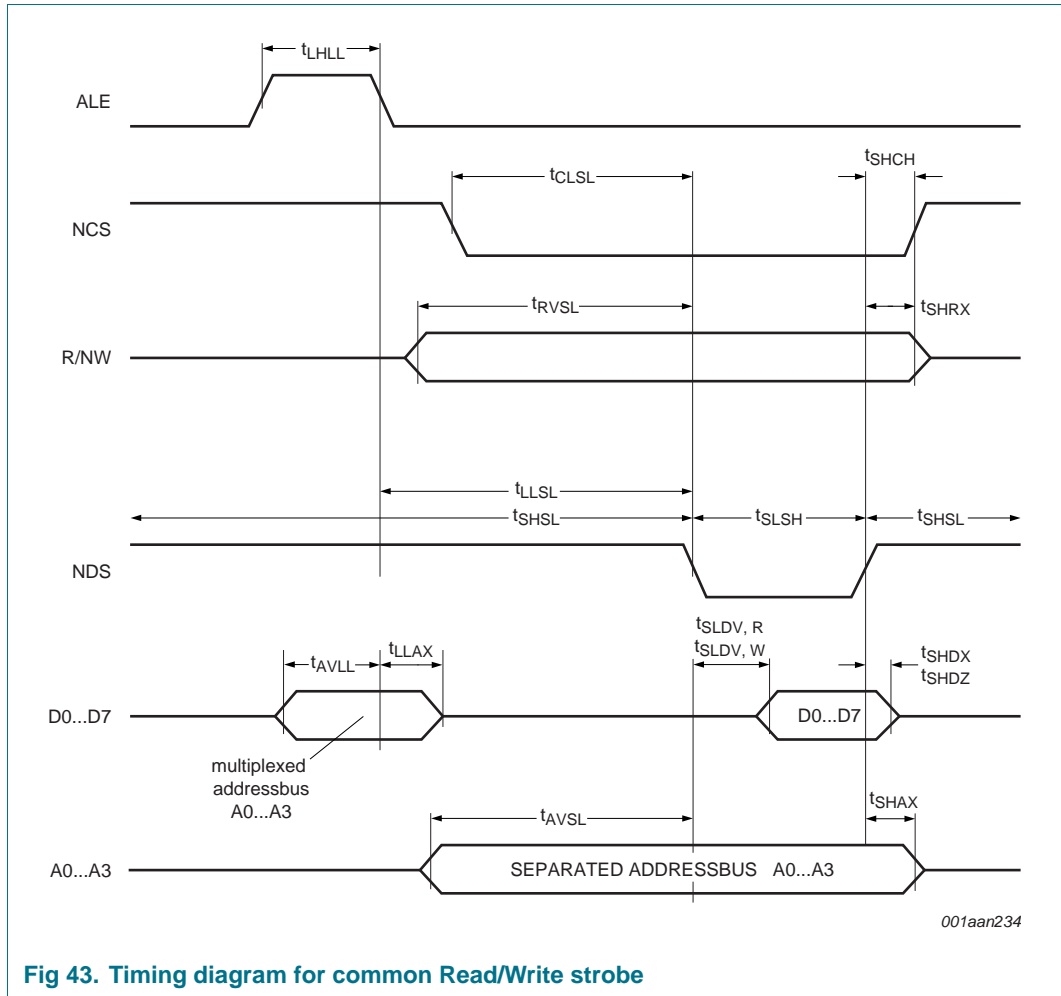 tLHLL
ALE
tSHCH
tCLSL
NCS
tRVSL
tSHRX
R/NW
tLLSL
tSHSL
tSLSH
tSHSL
NDS
tSLDV, R
tSLDV, W
tAVLL
tLLAX
tSHDX
tSHDZ
D0...D7
D0...D7
multiplexed
addressbus
A0...A3
tSHAX
tAVSL
A0...A3
SEPARATED ADDRESSBUS A0...A3
001aan234
Fig 43. Timing diagram for common Read/Write strobe